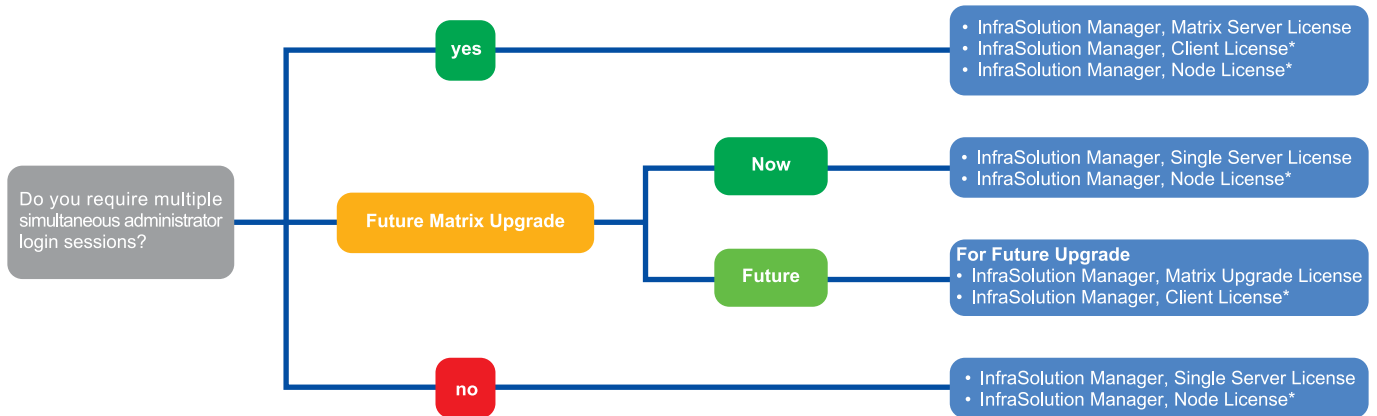 yes
• InfraSolution Manager, Matrix Server License
• InfraSolution Manager, Client License*
• InfraSolution Manager, Node License*
Do you require multiple
simultaneous administrator
login sessions?
Future Matrix Upgrade
Now
• InfraSolution Manager, Single Server License
• InfraSolution Manager, Node License*
Future
For Future Upgrade
• InfraSolution Manager, Matrix Upgrade License
• InfraSolution Manager, Client License*
no
• InfraSolution Manager, Single Server License
• InfraSolution Manager, Node License*